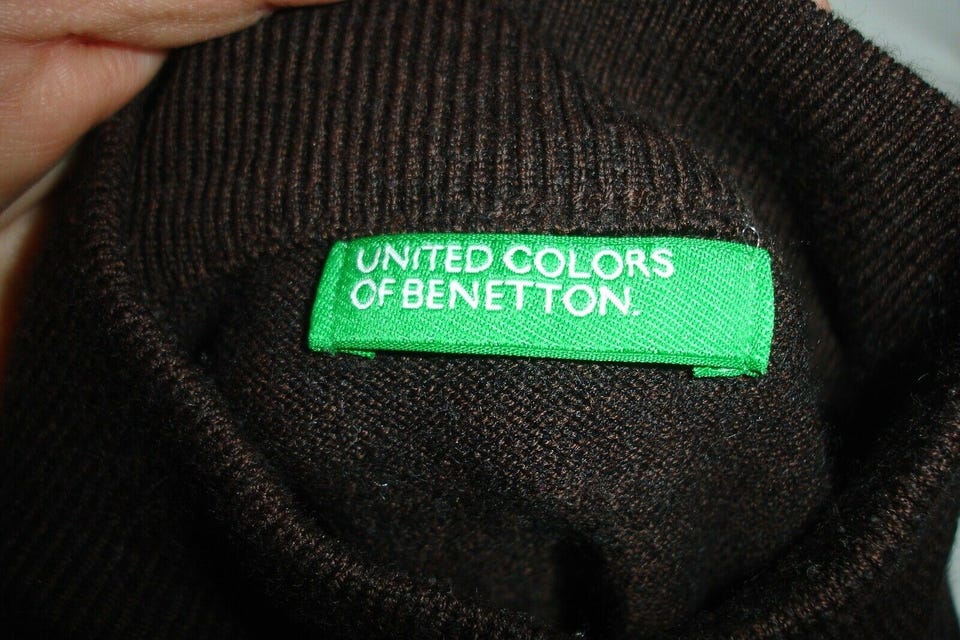 UNITED COLORS
OF BENETTON.